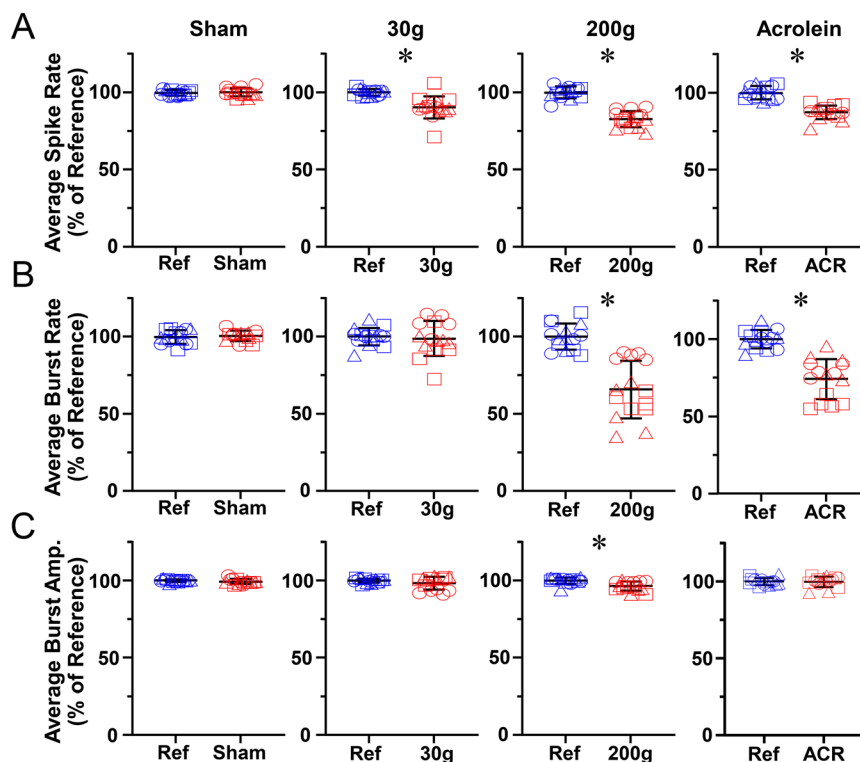 A
Sham 30g 200g Acrolein
Average Spike Rate
(% of Reference)
100 100 100 100
* * *
50 50 50 50
0 0 0 0
Ref Sham Ref 30g Ref 200g Ref ACR
B
Average Burst Rate
(% of Reference)
100 100 100 100
* *
50 50 50 50
0 0 0 0
Ref Sham Ref 30g Ref 200g Ref ACR
C
Average Burst Amp.
(% of Reference)
100 100 100 100
*
50 50 50 50
0 0 0 0
Ref Sham Ref 30g Ref 200g Ref ACR